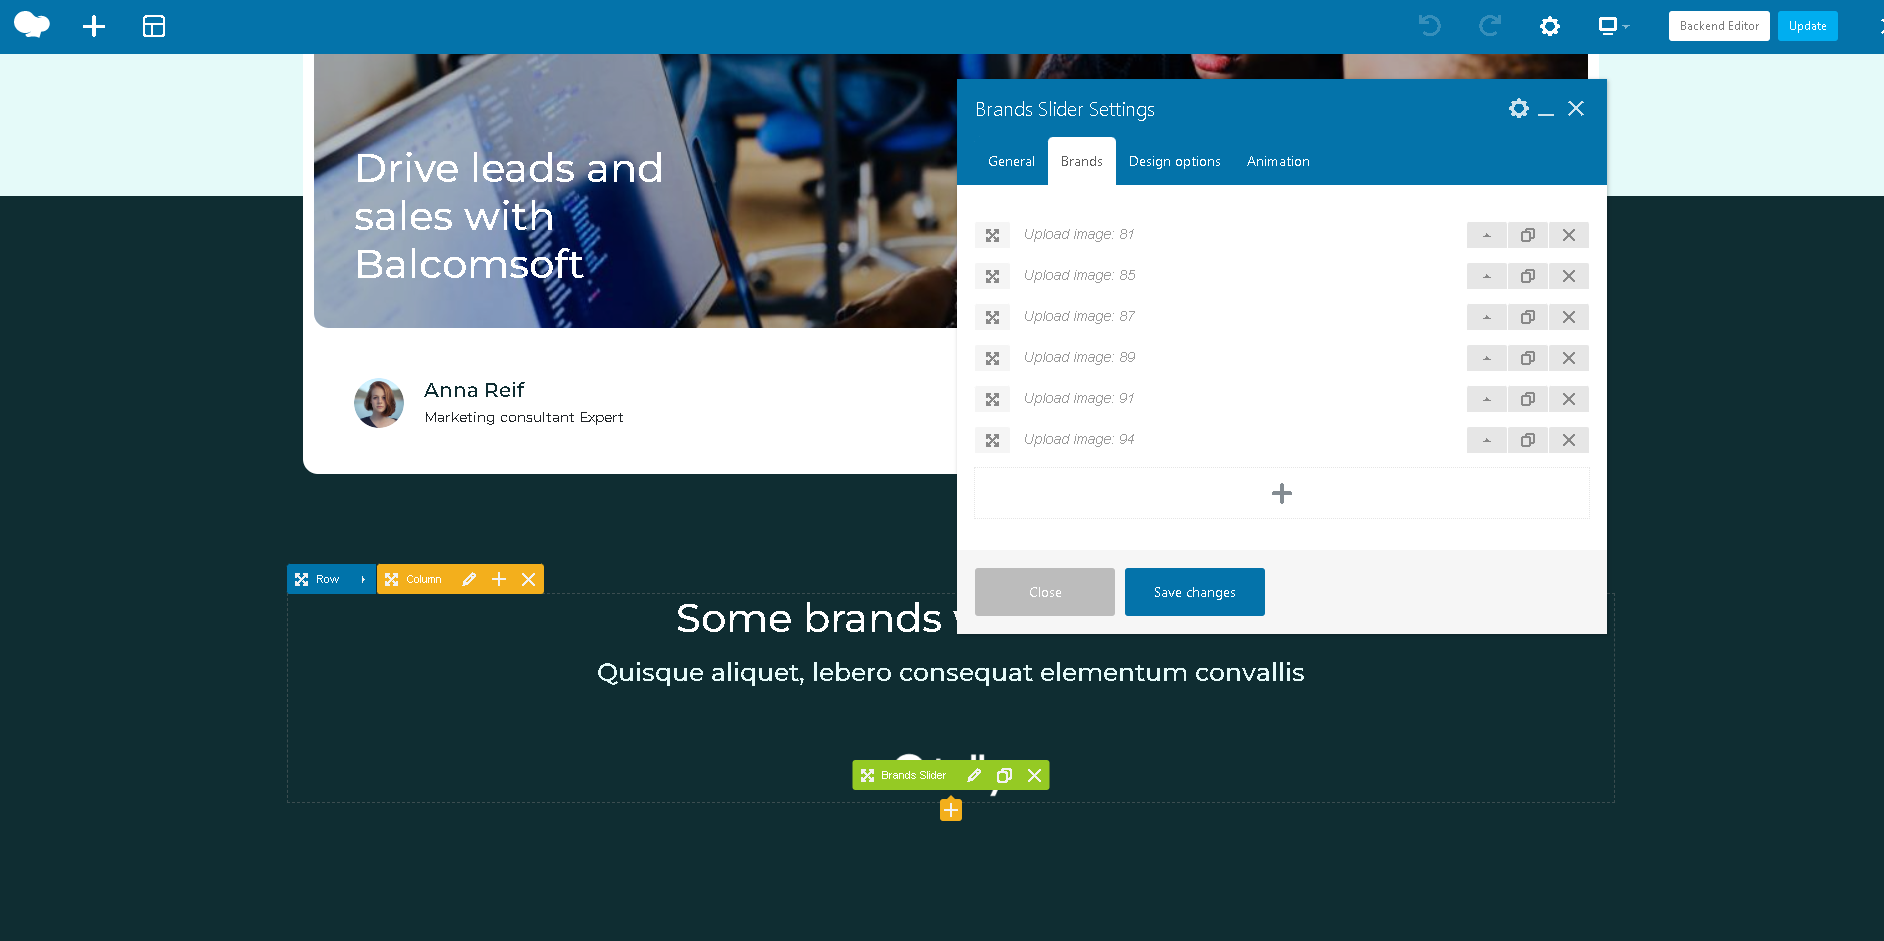 Backend Editor
Update
Drive leads and
sales with
Balcomsoft
Anna Reif
Marketing consultant Expert
Brands Slider Settings
General
Brands
Design options
Animation
Upload image: 81
Upload image: 85
Upload image: 87
Upload image: 89
Upload image: 91
Upload image: 94
Close
Save changes
Row
Column
Some brands
Quisque aliquet, lebero consequat elementum convallis
Brands Slider